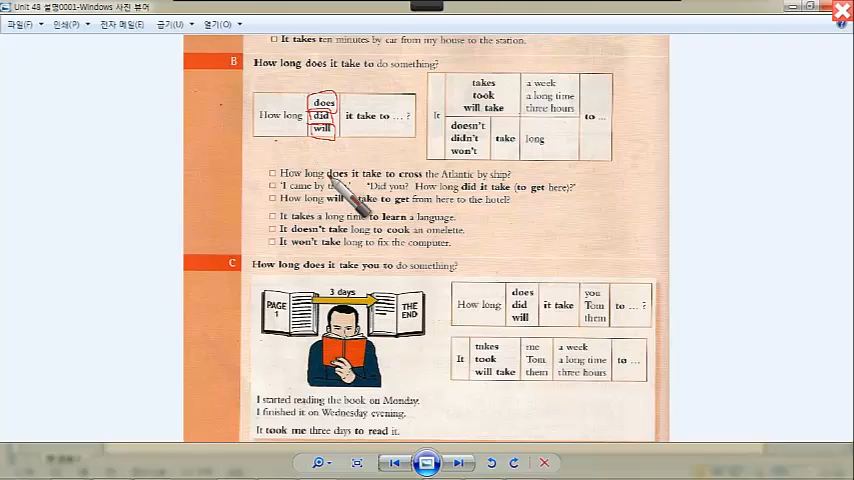 Unit 48 설명0001-Windows 사진 뷰어
파일(F) 인쇄(P) 전자 메일(E) 굽기(U) 열기(O)
It takes ten minutes by car from my house to the station.
B How long does it take to do something?
How long does did will it take to ... ?
It takes took will take a week a long time three hours to ...
doesn't didn't won't take long
How long does it take to cross the Atlantic by ship?
'I came by 'Did you? How long did it take (to get here)?'
How long will take to get from here to the hotel?
It takes a long time to learn a language.
It doesn't take long to cook an omelette.
It won't take long to fix the computer.
C How long does it take you to do something?
3 days
PAGE 1
THE END
How long does did will it take you Tom them to ... ?
It takes took will take me Tom them a week a long time three hours to ...
I started reading the book on Monday.
I finished it on Wednesday evening.
It took me three days to read it.